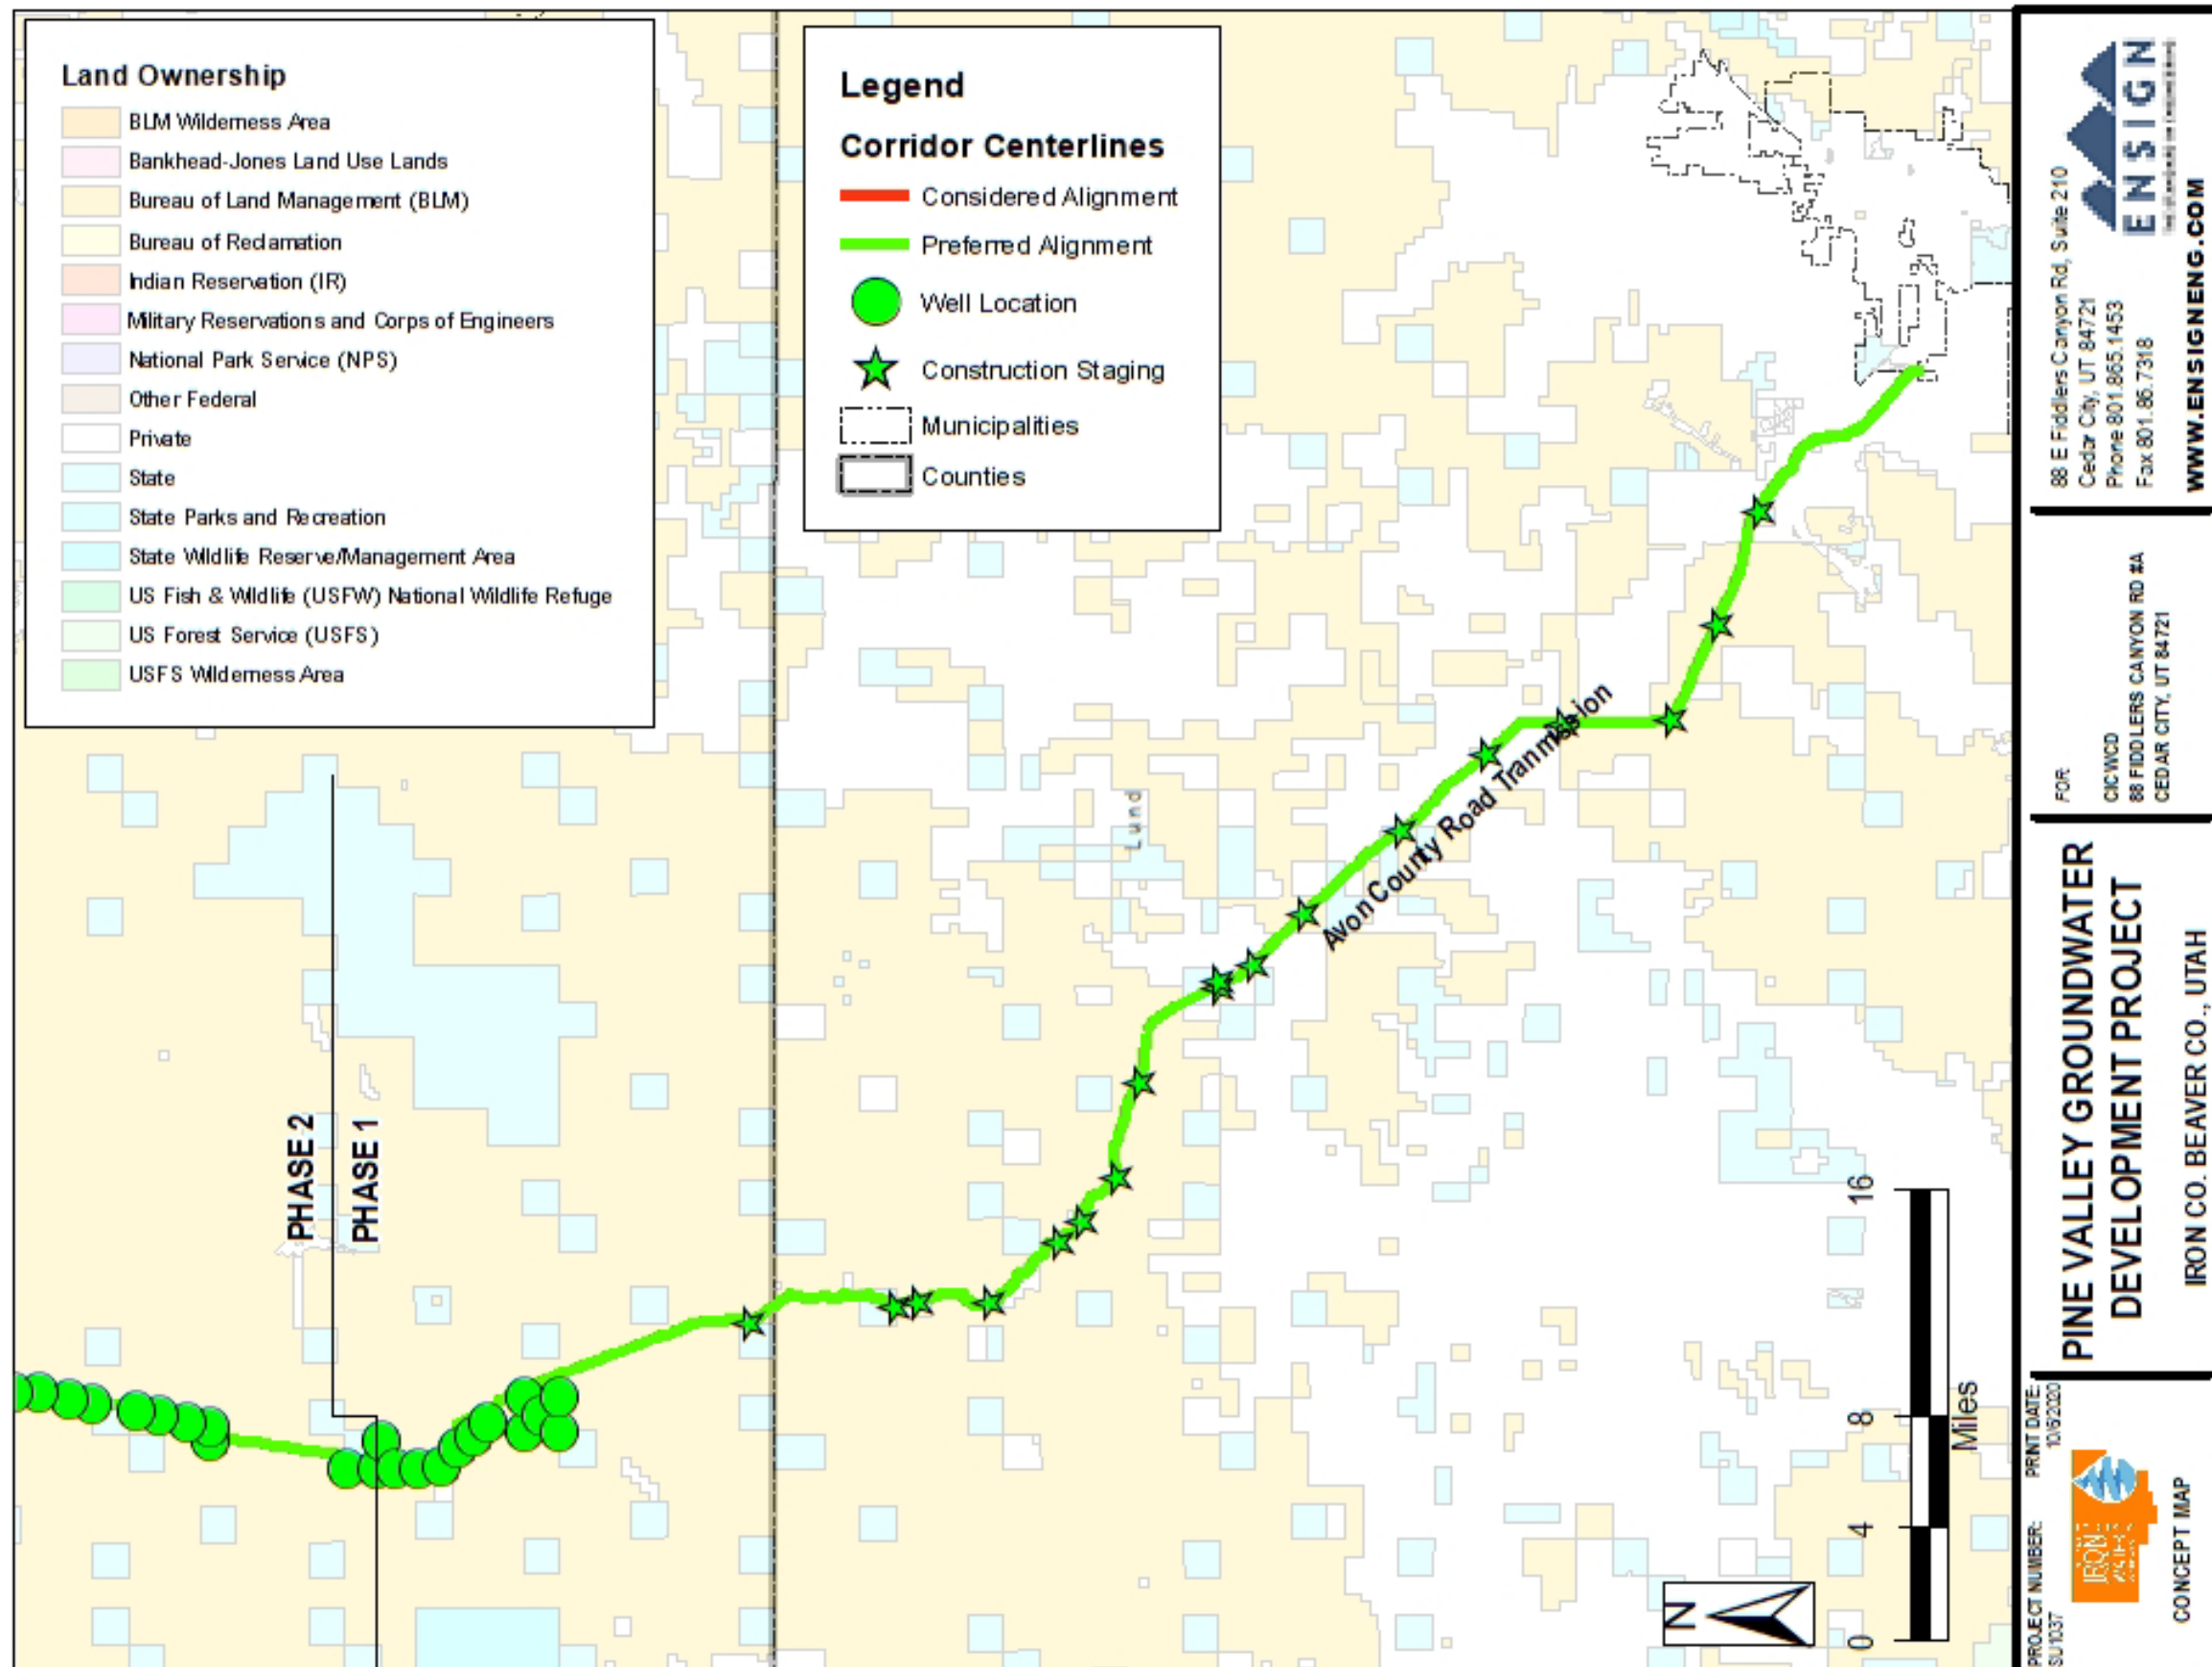 Land Ownership
BLM Wilderness Area
Bankhead-Jones Land Use Lands
Bureau of Land Management (BLM)
Bureau of Reclamation
Indian Reservation (IR)
Military Reservations and Corps of Engineers
National Park Service (NPS)
Other Federal
Private
State
State Parks and Recreation
State Wildlife Reserve/Management Area
US Fish & Wildlife (USFW) National Wildlife Refuge
US Forest Service (USFS)
USFS Wilderness Area
Legend
Corridor Centerlines
Considered Alignment
Preferred Alignment
Well Location
Construction Staging
Municipalities
Counties
Lund
Avon County Road Tranmission
PHASE 2
PHASE 1
N
0 4 8 16
Miles
ENSIGN
88 E Fiddlers Canyon Rd, Suite 210
Cedar City, UT 84721
Phone 801.865.1453
Fax 801.865.7318
WWW.ENSIGNENG.COM
FOR:
CICWCD
88 FIDDLERS CANYON RD #A
CEDAR CITY, UT 84721
PINE VALLEY GROUNDWATER
DEVELOPMENT PROJECT
IRON CO. BEAVER CO., UTAH
PROJECT NUMBER:
SU1037
PRINT DATE:
10/6/2020
IRON
CONCEPT MAP